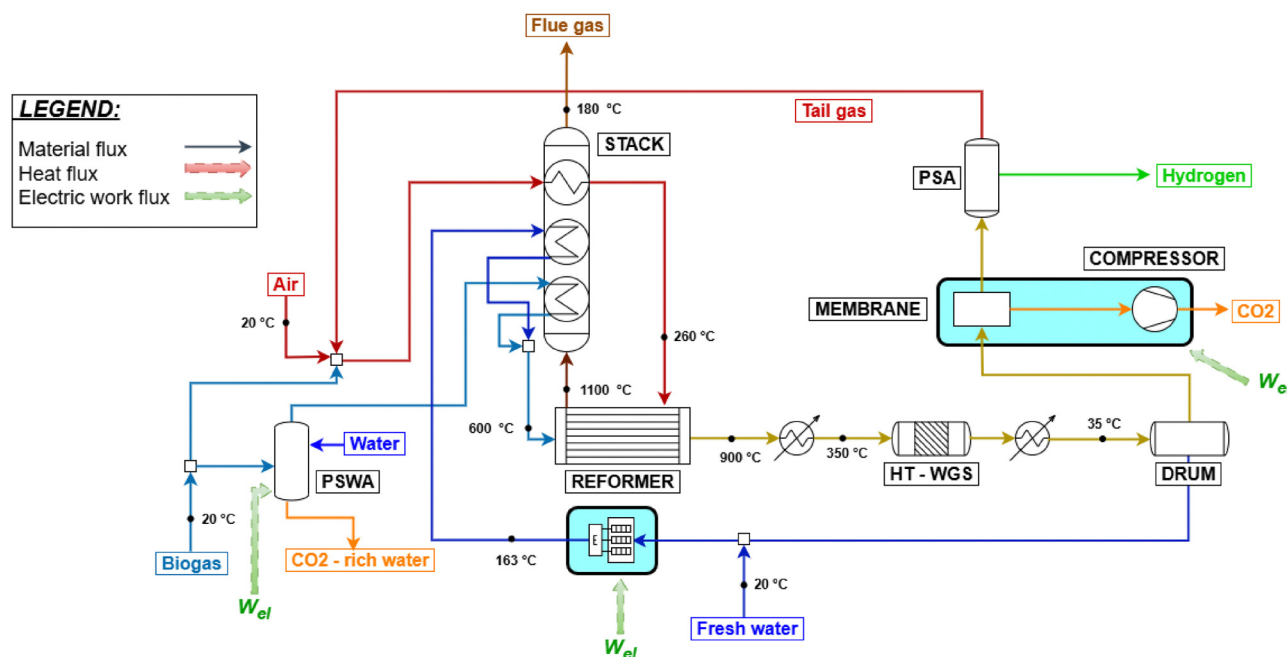 Flue gas
LEGEND:
Material flux
Heat flux
Electric work flux
180 °C
Tail gas
STACK
PSA
Hydrogen
COMPRESSOR
MEMBRANE
CO2
Air
20 °C
260 °C
Wel
1100 °C
600 °C
Water
PSWA
900 °C
350 °C
35 °C
REFORMER
HT - WGS
DRUM
20 °C
Biogas
CO2 - rich water
Wel
163 °C
E
20 °C
Fresh water
Wel